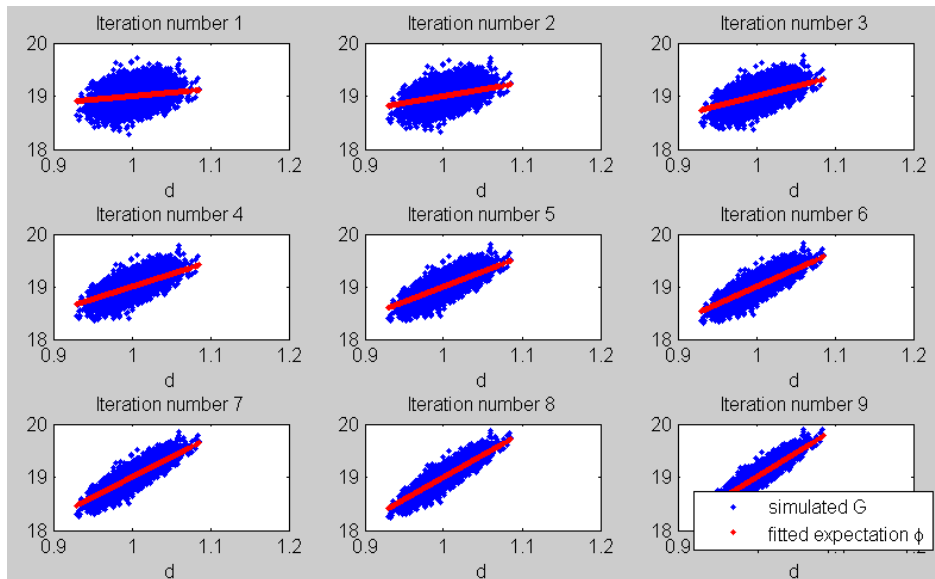 Iteration number 1
Iteration number 2
Iteration number 3
20
19
18
0.9 1 1.1 1.2
d
20
19
18
0.9 1 1.1 1.2
d
20
19
18
0.9 1 1.1 1.2
d
Iteration number 4
Iteration number 5
Iteration number 6
20
19
18
0.9 1 1.1 1.2
d
20
19
18
0.9 1 1.1 1.2
d
20
19
18
0.9 1 1.1 1.2
d
Iteration number 7
Iteration number 8
Iteration number 9
20
19
18
0.9 1 1.1 1.2
d
20
19
18
0.9 1 1.1 1.2
d
20
19
18
0.9 1 1.1 1.2
d
simulated G
fitted expectation ϕ